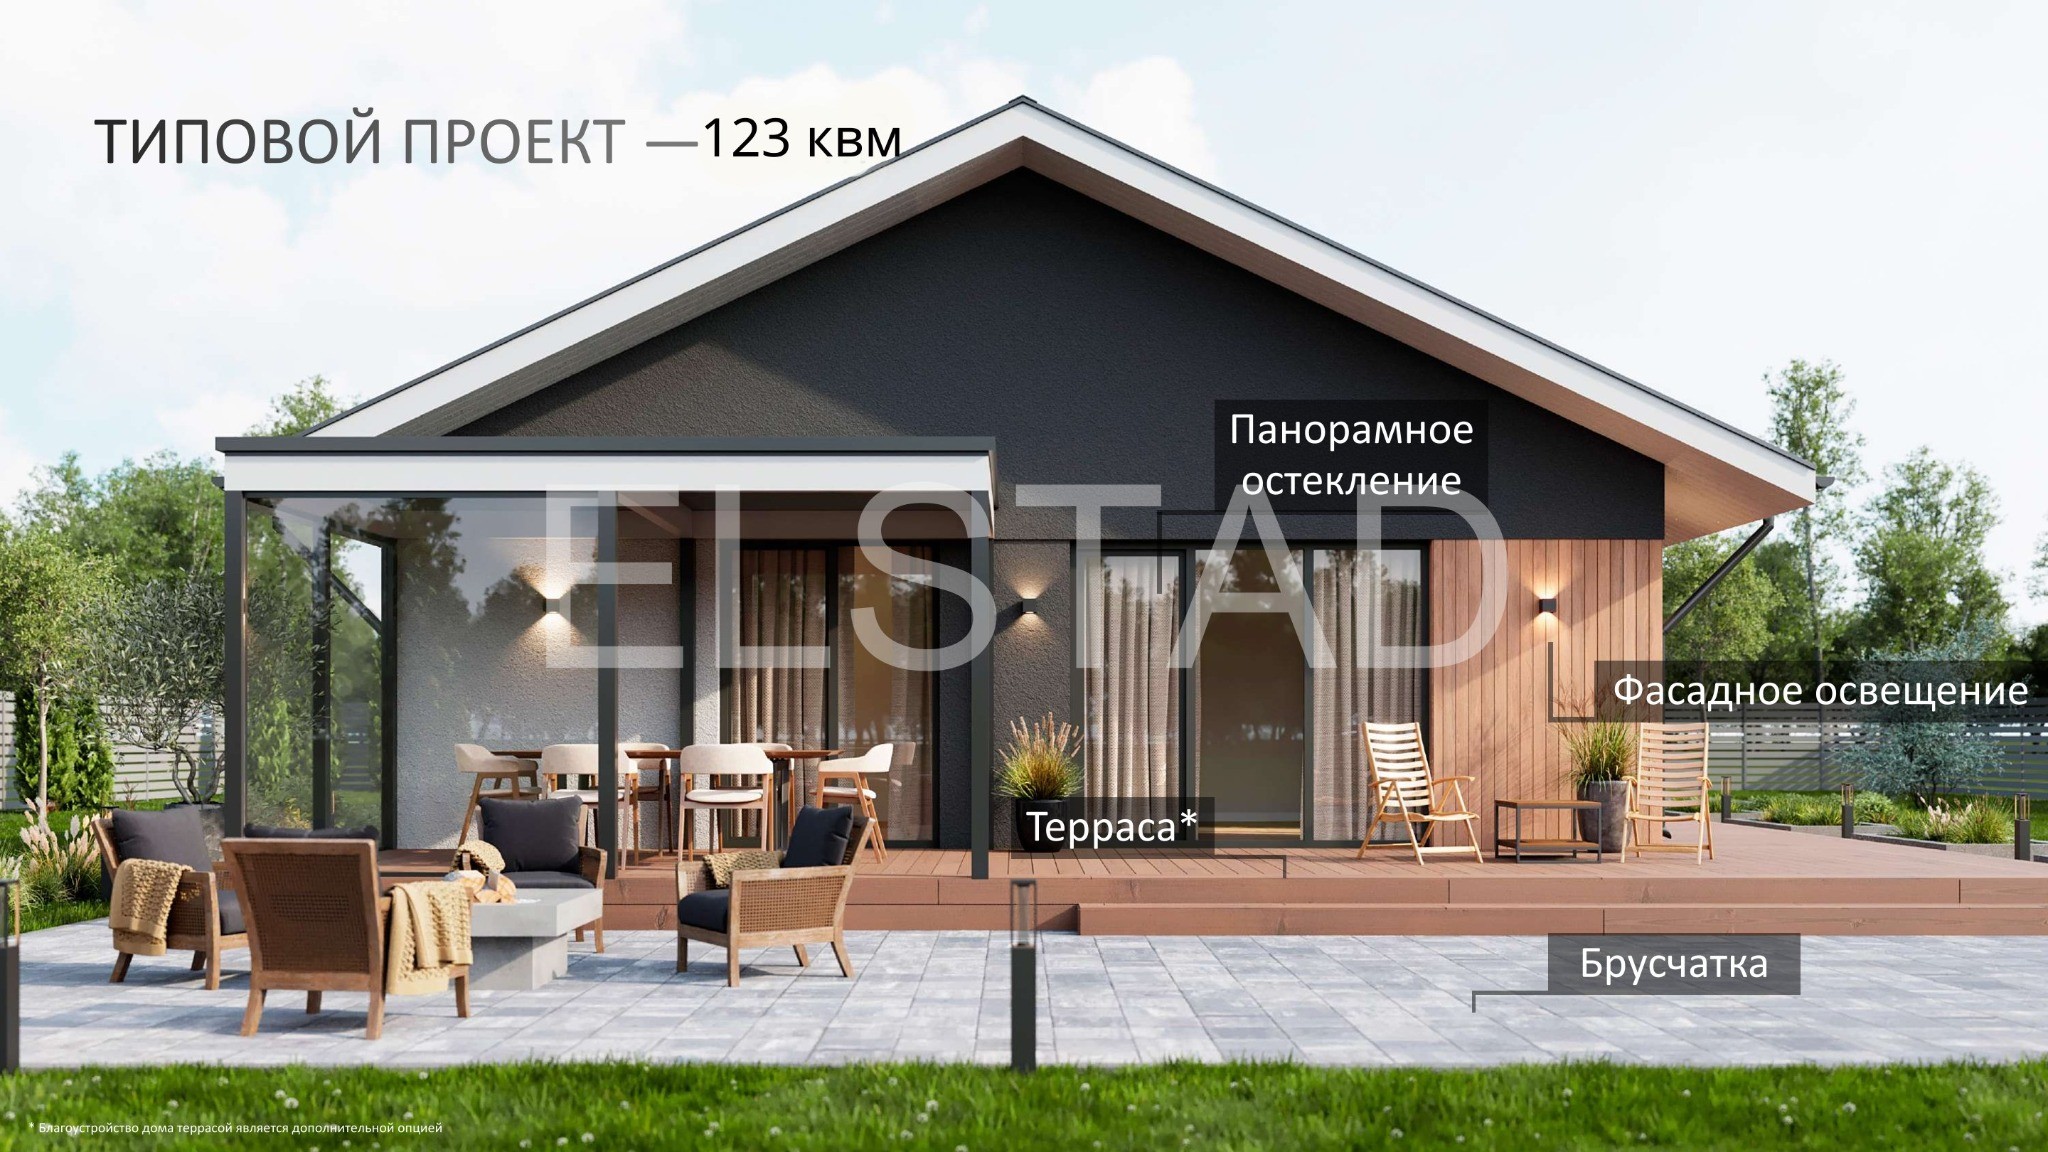 ТИПОВОЙ ПРОЕКТ —123 квм
Панорамное
остекление
ELSTAD
Фасадное освещение
Терраса*
Брусчатка
* Благоустройство дома террасой является дополнительной опцией